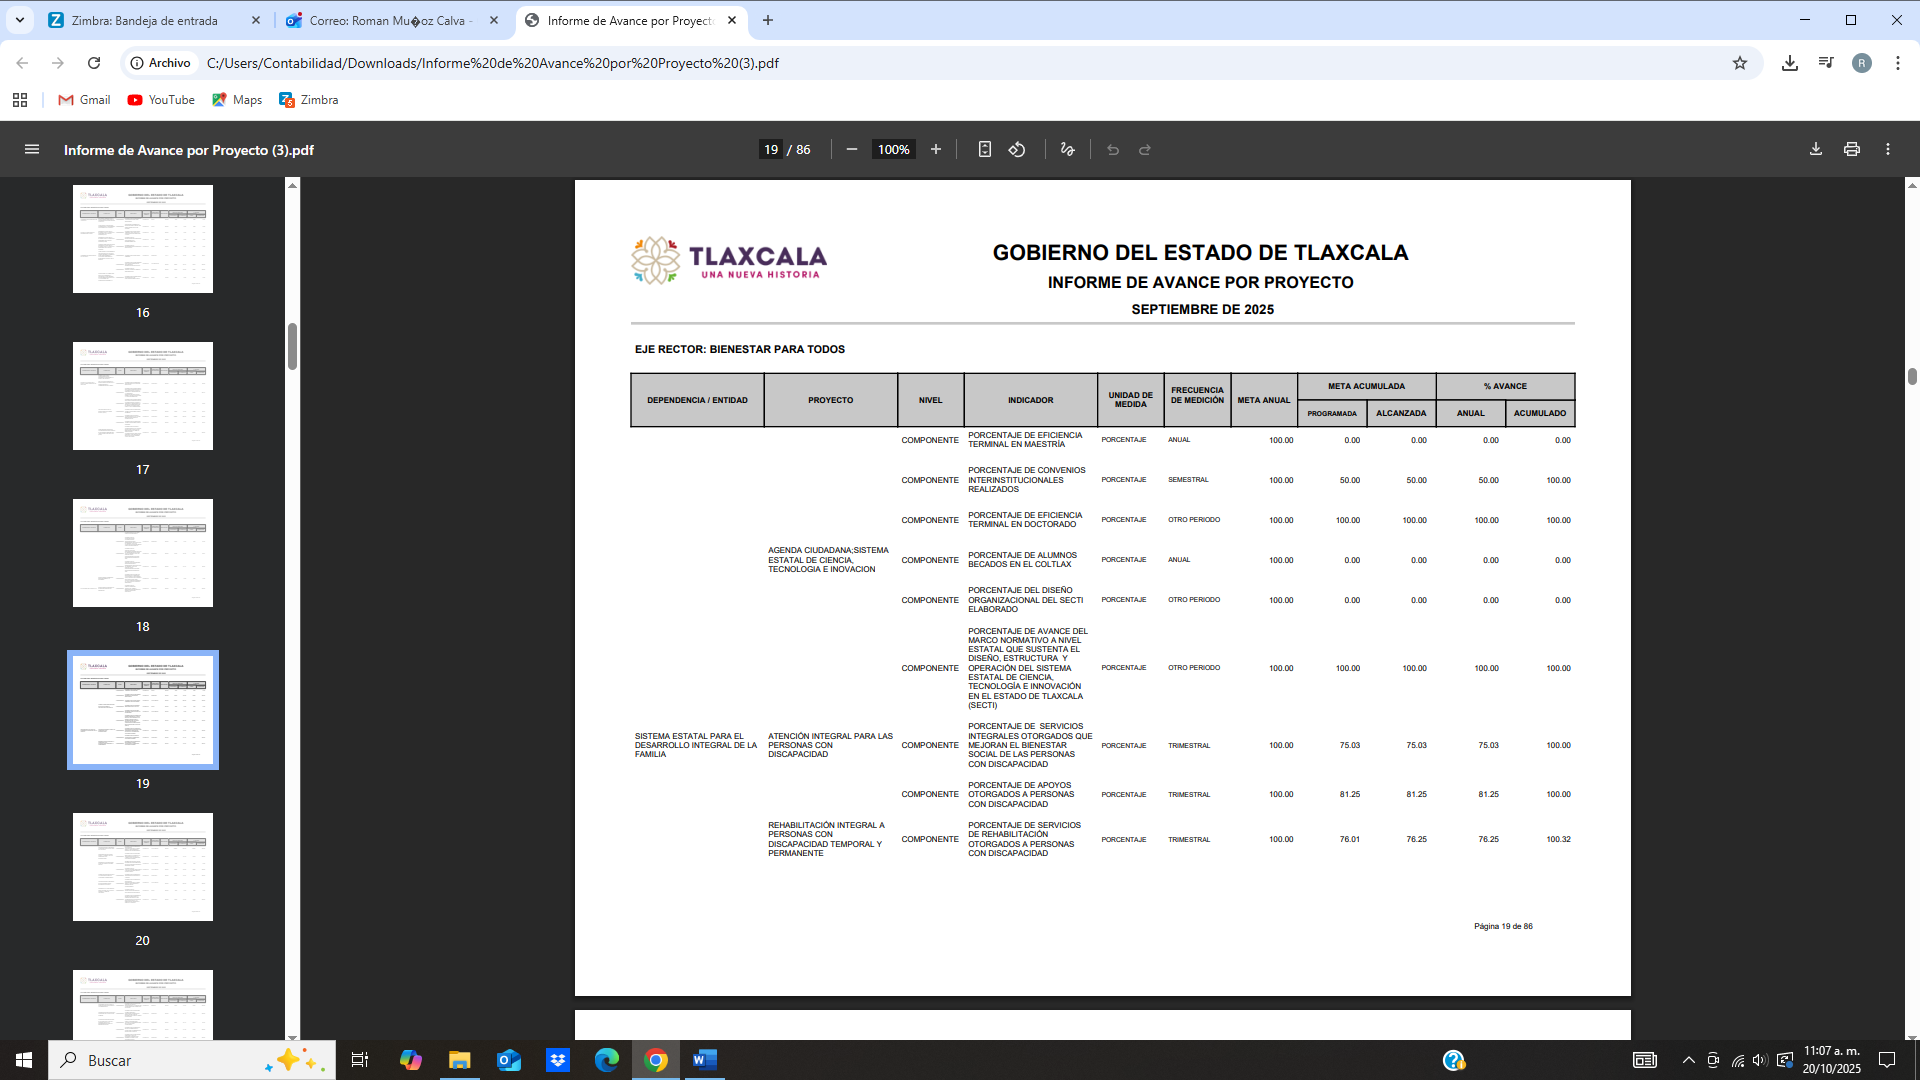 Zimbra: Bandeja de entrada
Correo: Roman Mu�oz Calva -
Informe de Avance por Proyecto
Archivo
C:/Users/Contabilidad/Downloads/Informe%20de%20Avance%20por%20Proyecto%20(3).pdf
R
Gmail
YouTube
Maps
Zimbra
Informe de Avance por Proyecto (3).pdf
19 / 86
100%
16
17
18
19
20
TLAXCALA
UNA NUEVA HISTORIA
GOBIERNO DEL ESTADO DE TLAXCALA
INFORME DE AVANCE POR PROYECTO
SEPTIEMBRE DE 2025
EJE RECTOR: BIENESTAR PARA TODOS
DEPENDENCIA / ENTIDAD
PROYECTO
NIVEL
INDICADOR
UNIDAD DE
MEDIDA
FRECUENCIA
DE MEDICIÓN
META ANUAL
META ACUMULADA
PROGRAMADA
ALCANZADA
% AVANCE
ANUAL
ACUMULADO
COMPONENTE
PORCENTAJE DE EFICIENCIA
TERMINAL EN MAESTRÍA
PORCENTAJE
ANUAL
100.00
0.00
0.00
0.00
0.00
COMPONENTE
PORCENTAJE DE CONVENIOS
INTERINSTITUCIONALES
REALIZADOS
PORCENTAJE
SEMESTRAL
100.00
50.00
50.00
50.00
100.00
COMPONENTE
PORCENTAJE DE EFICIENCIA
TERMINAL EN DOCTORADO
PORCENTAJE
OTRO PERIODO
100.00
100.00
100.00
100.00
100.00
AGENDA CIUDADANA;SISTEMA
ESTATAL DE CIENCIA,
TECNOLOGIA E INOVACION
COMPONENTE
PORCENTAJE DE ALUMNOS
BECADOS EN EL COLTLAX
PORCENTAJE
ANUAL
100.00
0.00
0.00
0.00
0.00
COMPONENTE
PORCENTAJE DEL DISEÑO
ORGANIZACIONAL DEL SECTI
ELABORADO
PORCENTAJE
OTRO PERIODO
100.00
0.00
0.00
0.00
0.00
COMPONENTE
PORCENTAJE DE AVANCE DEL
MARCO NORMATIVO A NIVEL
ESTATAL QUE SUSTENTA EL
DISEÑO, ESTRUCTURA Y
OPERACIÓN DEL SISTEMA
ESTATAL DE CIENCIA,
TECNOLOGÍA E INNOVACIÓN
EN EL ESTADO DE TLAXCALA
(SECTI)
PORCENTAJE
OTRO PERIODO
100.00
100.00
100.00
100.00
100.00
SISTEMA ESTATAL PARA EL
DESARROLLO INTEGRAL DE LA
FAMILIA
ATENCIÓN INTEGRAL PARA LAS
PERSONAS CON
DISCAPACIDAD
COMPONENTE
PORCENTAJE DE SERVICIOS
INTEGRALES OTORGADOS QUE
MEJORAN EL BIENESTAR
SOCIAL DE LAS PERSONAS
CON DISCAPACIDAD
PORCENTAJE
TRIMESTRAL
100.00
75.03
75.03
75.03
100.00
COMPONENTE
PORCENTAJE DE APOYOS
OTORGADOS A PERSONAS
CON DISCAPACIDAD
PORCENTAJE
TRIMESTRAL
100.00
81.25
81.25
81.25
100.00
REHABILITACIÓN INTEGRAL A
PERSONAS CON
DISCAPACIDAD TEMPORAL Y
PERMANENTE
COMPONENTE
PORCENTAJE DE SERVICIOS
DE REHABILITACIÓN
OTORGADOS A PERSONAS
CON DISCAPACIDAD
PORCENTAJE
TRIMESTRAL
100.00
76.01
76.25
76.25
100.32
Página 19 de 86
Buscar
11:07 a. m.
20/10/2025